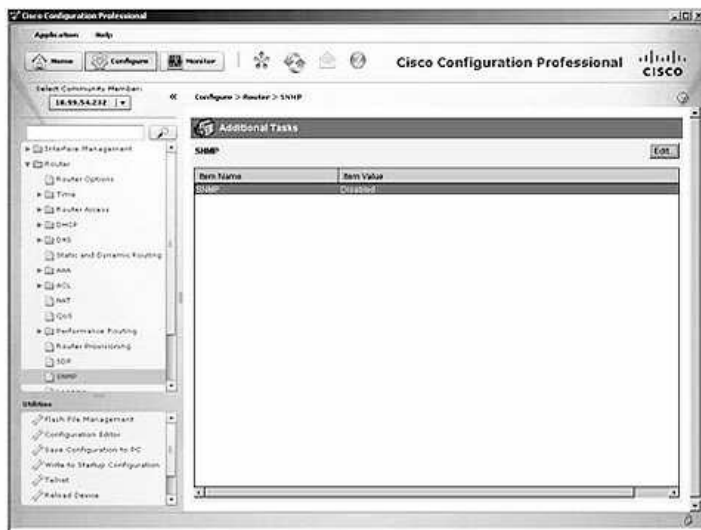 Cisco Configuration Professional
Application Help
Home Configure Monitor
Cisco Configuration Professional
CISCO
Select Community Member:
10.99.54.232
Configure > Router > SNMP
Additional Tasks
SNMP
Edit
Item Name Item Value
SNMP Disabled
Interface Management
Router
Router Options
Time
Router Access
DHCP
DNS
Static and Dynamic Routing
AAA
ACL
NAT
QoS
Performance Routing
Router Provisioning
SDP
SNMP
Utilities
Flash File Management
Configuration Editor
Save Configuration to PC
Write to Startup Configuration
Telnet
Reload Device